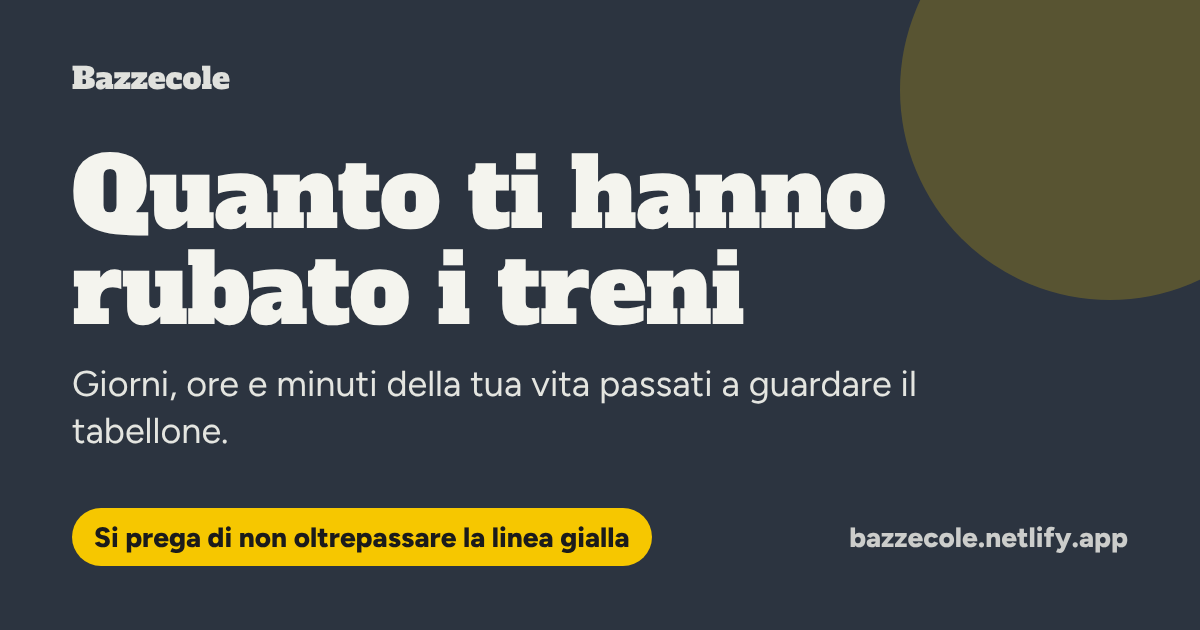 Bazzecole
Quanto ti hanno
rubato i treni
Giorni, ore e minuti della tua vita passati a guardare il
tabellone.
Si prega di non oltrepassare la linea gialla
bazzecole.netlify.app